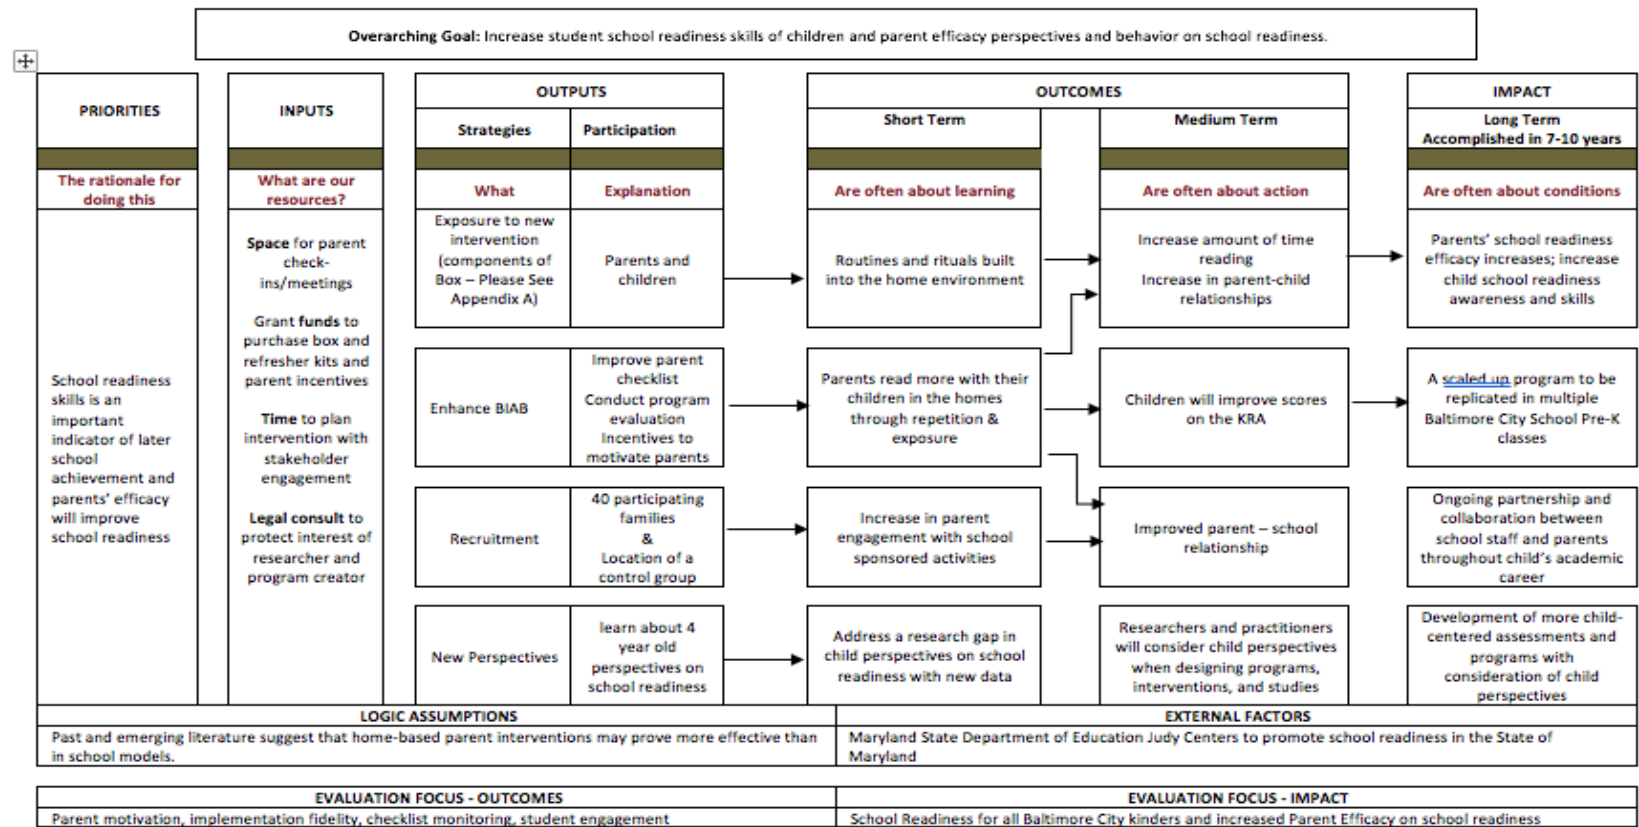 Overarching Goal: Increase student school readiness skills of children and parent efficacy perspectives and behavior on school readiness.
PRIORITIES
The rationale for
doing this
School readiness
skills is an
important
indicator of later
school
achievement and
parents' efficacy
will improve
school readiness
INPUTS
What are our
resources?
Space for parent
check-
ins/meetings
Grant funds to
purchase box and
refresher kits and
parent incentives
Time to plan
intervention with
stakeholder
engagement
Legal consult to
protect interest of
researcher and
program creator
OUTPUTS
Strategies
Participation
What
Explanation
Exposure to new
intervention
(components of
Box – Please See
Appendix A)
Parents and
children
Enhance BIAB
Improve parent
checklist
Conduct program
evaluation
Incentives to
motivate parents
Recruitment
40 participating
families
&
Location of a
control group
New Perspectives
learn about 4
year old
perspectives on
school readiness
OUTCOMES
Short Term
Medium Term
Are often about learning
Are often about action
Routines and rituals built
into the home environment
Increase amount of time
reading
Increase in parent-child
relationships
Parents read more with their
children in the homes
through repetition &
exposure
Children will improve scores
on the KRA
Increase in parent
engagement with school
sponsored activities
Improved parent – school
relationship
Address a research gap in
child perspectives on school
readiness with new data
Researchers and practitioners
will consider child perspectives
when designing programs,
interventions, and studies
IMPACT
Long Term
Accomplished in 7-10 years
Are often about conditions
Parents' school readiness
efficacy increases; increase
child school readiness
awareness and skills
A scaled up program to be
replicated in multiple
Baltimore City School Pre-K
classes
Ongoing partnership and
collaboration between
school staff and parents
throughout child's academic
career
Development of more child-
centered assessments and
programs with
consideration of child
perspectives
LOGIC ASSUMPTIONS
Past and emerging literature suggest that home-based parent interventions may prove more effective than
in school models.
EXTERNAL FACTORS
Maryland State Department of Education Judy Centers to promote school readiness in the State of
Maryland
EVALUATION FOCUS - OUTCOMES
Parent motivation, implementation fidelity, checklist monitoring, student engagement
EVALUATION FOCUS - IMPACT
School Readiness for all Baltimore City kinders and increased Parent Efficacy on school readiness